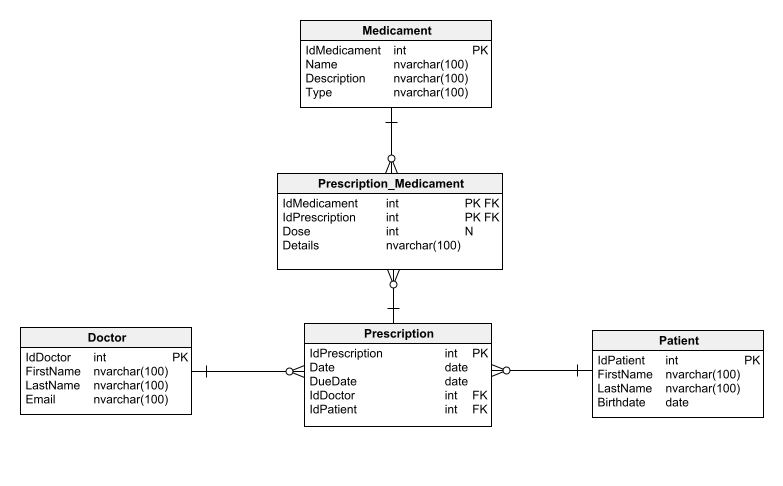 Medicament
IdMedicament int PK
Name nvarchar(100)
Description nvarchar(100)
Type nvarchar(100)
Prescription_Medicament
IdMedicament int PK FK
IdPrescription int PK FK
Dose int N
Details nvarchar(100)
Doctor
IdDoctor int PK
FirstName nvarchar(100)
LastName nvarchar(100)
Email nvarchar(100)
Prescription
IdPrescription int PK
Date date
DueDate date
IdDoctor int FK
IdPatient int FK
Patient
IdPatient int PK
FirstName nvarchar(100)
LastName nvarchar(100)
Birthdate date